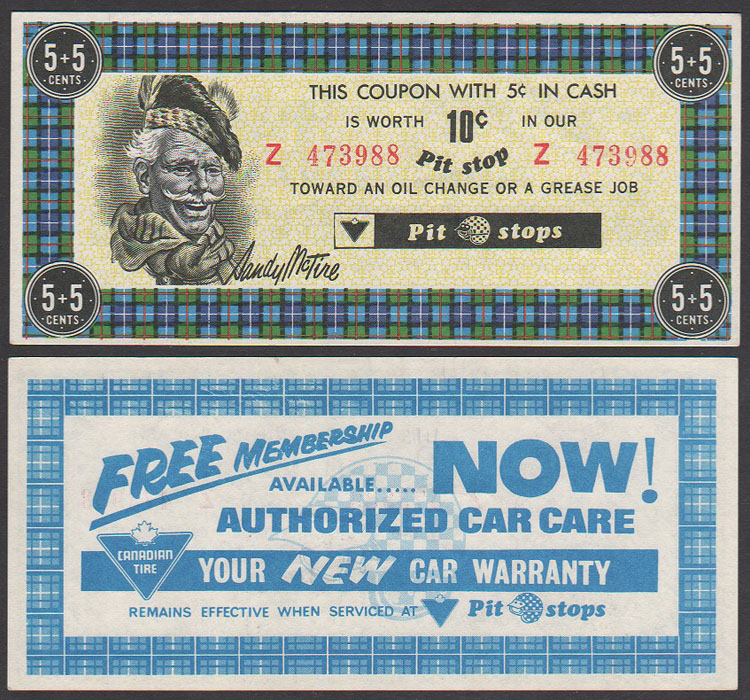 5+5
CENTS
5+5
CENTS
THIS COUPON WITH 5¢ IN CASH
IS WORTH 10¢ IN OUR
Z 473988 Pit stop Z 473988
TOWARD AN OIL CHANGE OR A GREASE JOB
Pit stops
Sandy McTire
5+5
CENTS
5+5
CENTS
FREE MEMBERSHIP
AVAILABLE..... NOW!
AUTHORIZED CAR CARE
CANADIAN
TIRE
YOUR NEW CAR WARRANTY
REMAINS EFFECTIVE WHEN SERVICED AT Pit stops